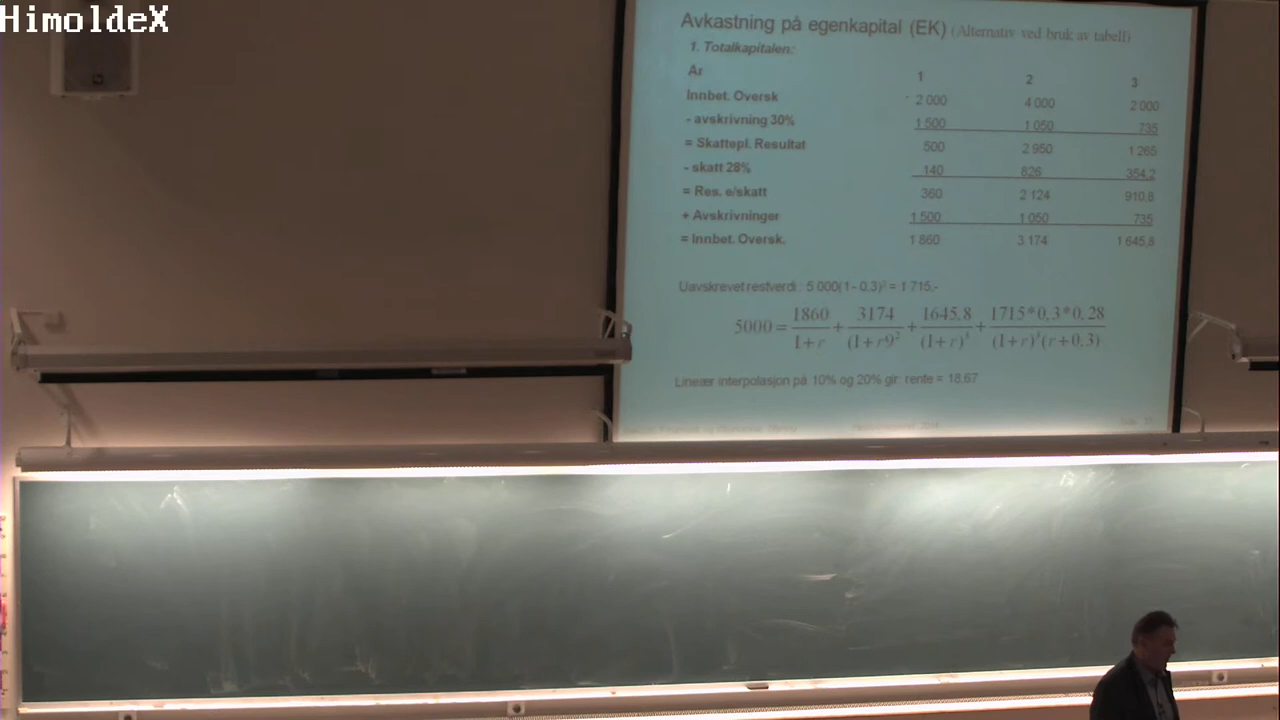 HimoldeX
Avkastning på egenkapital (EK) (Alternativ ved bruk av tabell)
1. Totalkapitalen:
År 1 2 3
Innbet. Oversk 2 000 4 000 2 000
- avskrivning 30% 1 500 1 050 735
= Skattepl. Resultat 500 2 950 1 265
- skatt 28% 140 826 354,2
= Res. e/skatt 360 2 124 910,8
+ Avskrivninger 1 500 1 050 735
= Innbet. Oversk. 1 860 3 174 1 645,8
Uavskrevet restverdi : 5 000(1 - 0,3)³ = 1 715,-
5000 = 1860/1+r + 3174/(1+r9² + 1645,8/(1+r)³ + 1715*0,3*0,28/(1+r)³(r+0,3)
Lineær interpolasjon på 10% og 20% gir: rente = 18,67